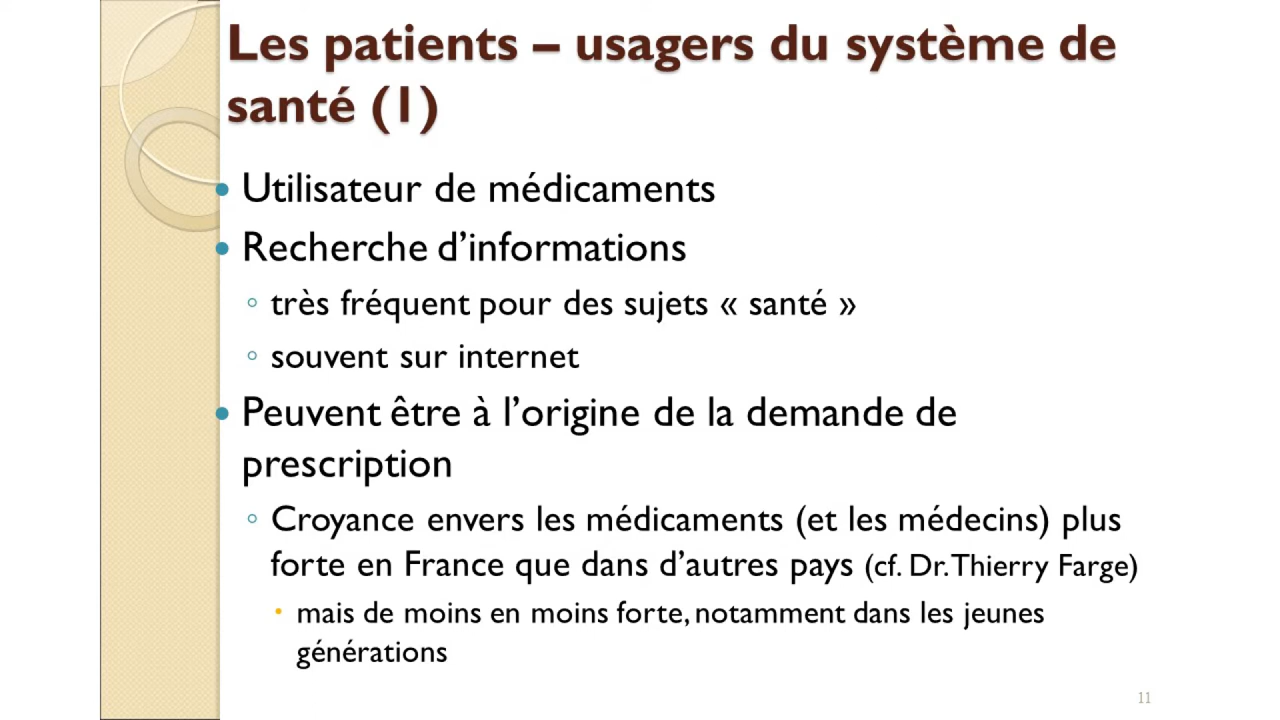 Les patients – usagers du système de
santé (1)
• Utilisateur de médicaments
• Recherche d’informations
◦ très fréquent pour des sujets « santé »
◦ souvent sur internet
• Peuvent être à l’origine de la demande de
prescription
◦ Croyance envers les médicaments (et les médecins) plus
forte en France que dans d’autres pays (cf. Dr. Thierry Farge)
• mais de moins en moins forte, notamment dans les jeunes
générations
11